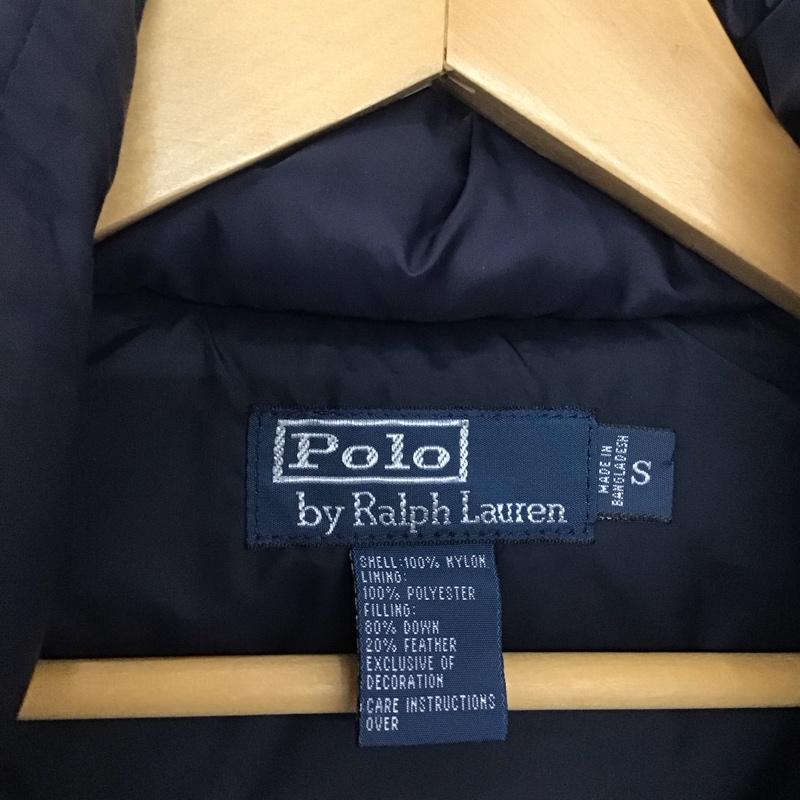 Polo
by Ralph Lauren
MADE IN
BANGLADESH
S
SHELL:100% NYLON
LINING:
100% POLYESTER
FILLING:
80% DOWN
20% FEATHER
EXCLUSIVE OF
DECORATION
CARE INSTRUCTIONS
OVER